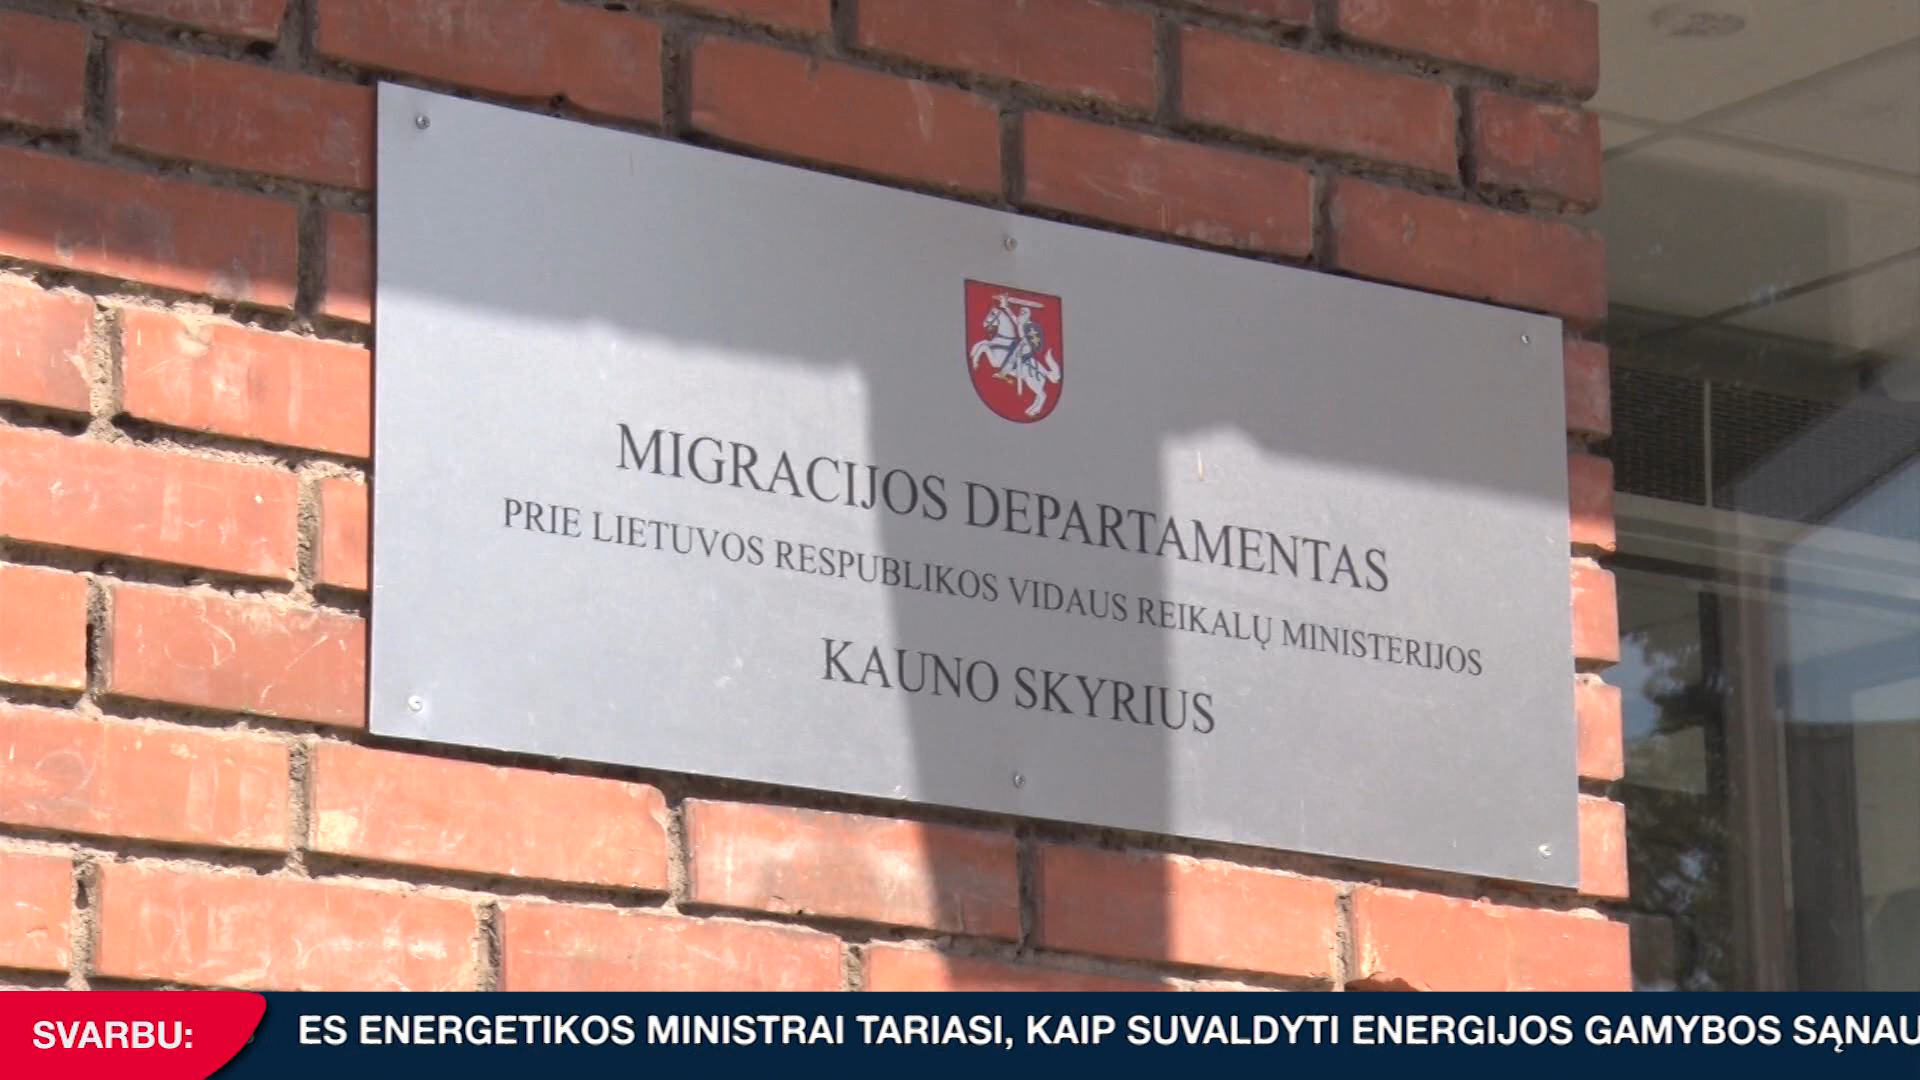 MIGRACIJOS DEPARTAMENTAS
PRIE LIETUVOS RESPUBLIKOS VIDAUS REIKALŲ MINISTERIJOS
KAUNO SKYRIUS
SVARBU: ES ENERGETIKOS MINISTRAI TARIASI, KAIP SUVALDYTI ENERGIJOS GAMYBOS SĄNAU